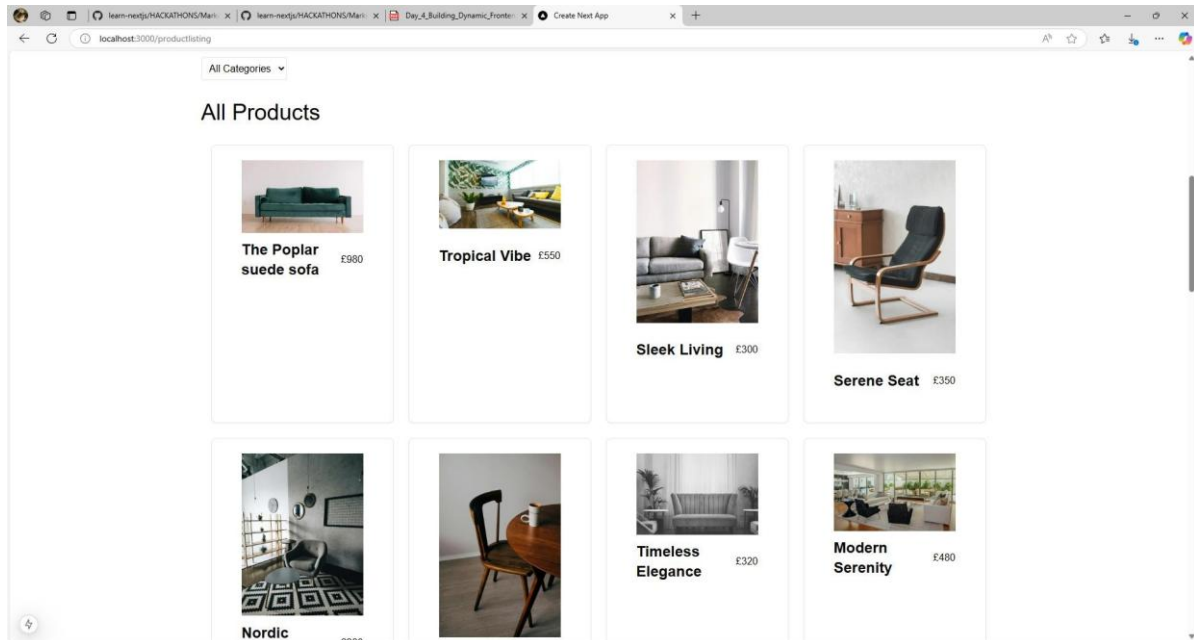 learn-nextjs/HACKATHONS/Mark
learn-nextjs/HACKATHONS/Mark
Day_4_Building_Dynamic_Fronten
Create Next App
localhost:3000/productlisting
All Categories
All Products
The Poplar
suede sofa
£980
Tropical Vibe £550
Sleek Living £300
Serene Seat £350
Timeless
Elegance
£320
Modern
Serenity
£480
Nordic